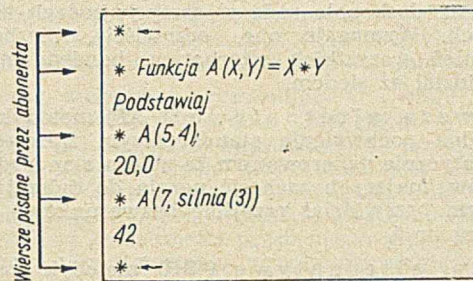 Wiersze pisane przez abonenta
* ←
* Funkcja A(X,Y)=X*Y
Podstawiaj
* A(5,4);
20,0
* A(7, silnia(3))
42
* ←